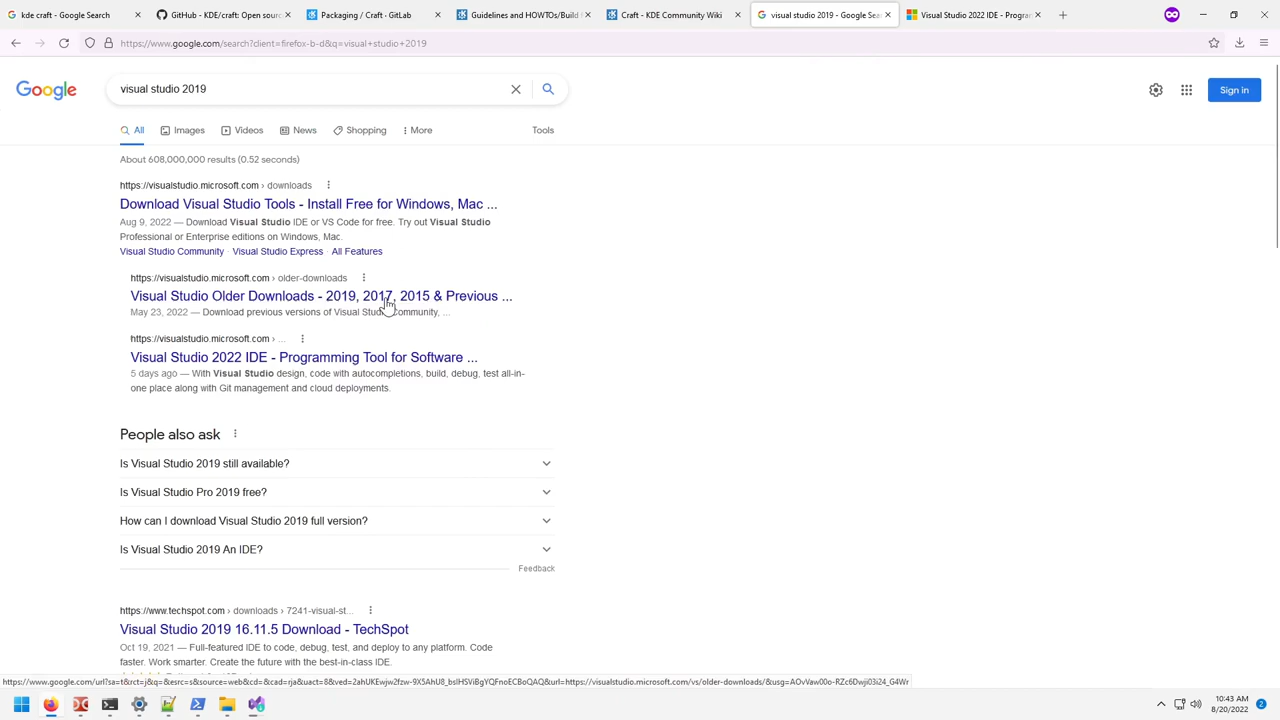 kde craft - Google Search
GitHub - KDE/craft: Open sourc
Packaging / Craft · GitLab
Guidelines and HOWTOs/Build f
Craft - KDE Community Wiki
visual studio 2019 - Google Sea
Visual Studio 2022 IDE - Progran
https://www.google.com/search?client=firefox-b-d&q=visual+studio+2019
Google
visual studio 2019
Sign in
All
Images
Videos
News
Shopping
More
Tools
About 608,000,000 results (0.52 seconds)
https://visualstudio.microsoft.com › downloads
Download Visual Studio Tools - Install Free for Windows, Mac ...
Aug 9, 2022 — Download Visual Studio IDE or VS Code for free. Try out Visual Studio
Professional or Enterprise editions on Windows, Mac.
Visual Studio Community · Visual Studio Express · All Features
https://visualstudio.microsoft.com › older-downloads
Visual Studio Older Downloads - 2019, 2017, 2015 & Previous ...
May 23, 2022 — Download previous versions of Visual Studio Community, ...
https://visualstudio.microsoft.com › ...
Visual Studio 2022 IDE - Programming Tool for Software ...
5 days ago — With Visual Studio design, code with autocompletions, build, debug, test all-in-
one place along with Git management and cloud deployments.
People also ask
Is Visual Studio 2019 still available?
Is Visual Studio Pro 2019 free?
How can I download Visual Studio 2019 full version?
Is Visual Studio 2019 An IDE?
Feedback
https://www.techspot.com › downloads › 7241-visual-st...
Visual Studio 2019 16.11.5 Download - TechSpot
Oct 19, 2021 — Full-featured IDE to code, debug, test, and deploy to any platform. Code
faster. Work smarter. Create the future with the best-in-class IDE.
10:43 AM
8/20/2022
2